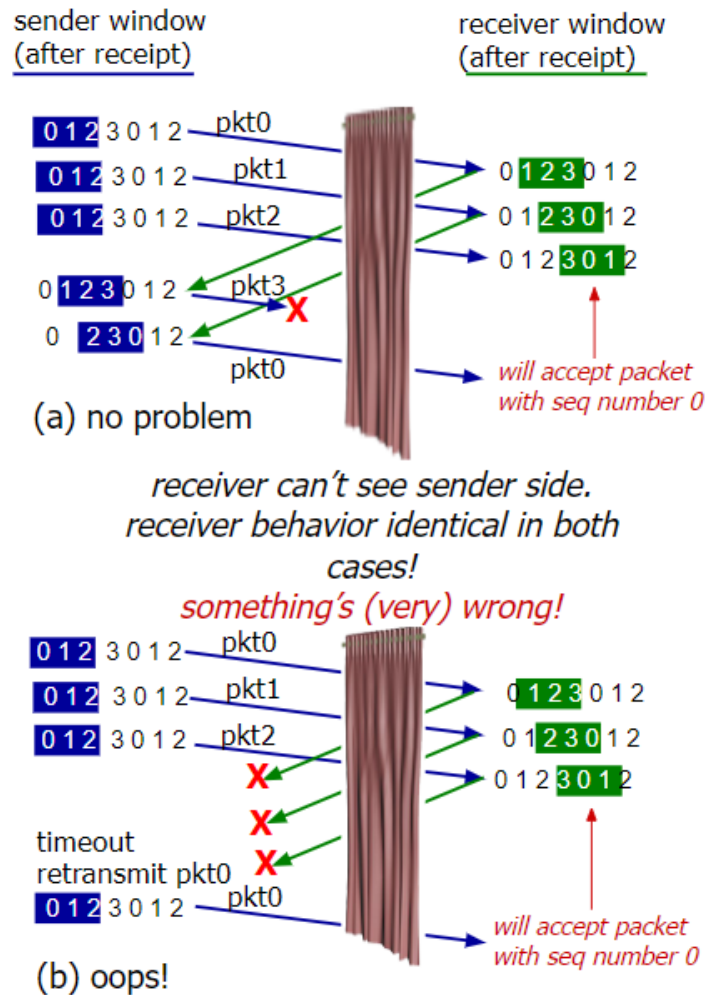 sender window
(after receipt)
receiver window
(after receipt)
0 1 2 3 0 1 2
pkt0
0 1 2 3 0 1 2
pkt1
0 1 2 3 0 1 2
0 1 2 3 0 1 2
pkt2
0 1 2 3 0 1 2
0 1 2 3 0 1 2
0 1 2 3 0 1 2
pkt3
X
0 2 3 0 1 2
pkt0
will accept packet
with seq number 0
(a) no problem
receiver can't see sender side.
receiver behavior identical in both
cases!
something's (very) wrong!
0 1 2 3 0 1 2
pkt0
0 1 2 3 0 1 2
pkt1
0 1 2 3 0 1 2
0 1 2 3 0 1 2
pkt2
0 1 2 3 0 1 2
0 1 2 3 0 1 2
X
X
X
timeout
retransmit pkt0
0 1 2 3 0 1 2
pkt0
will accept packet
with seq number 0
(b) oops!